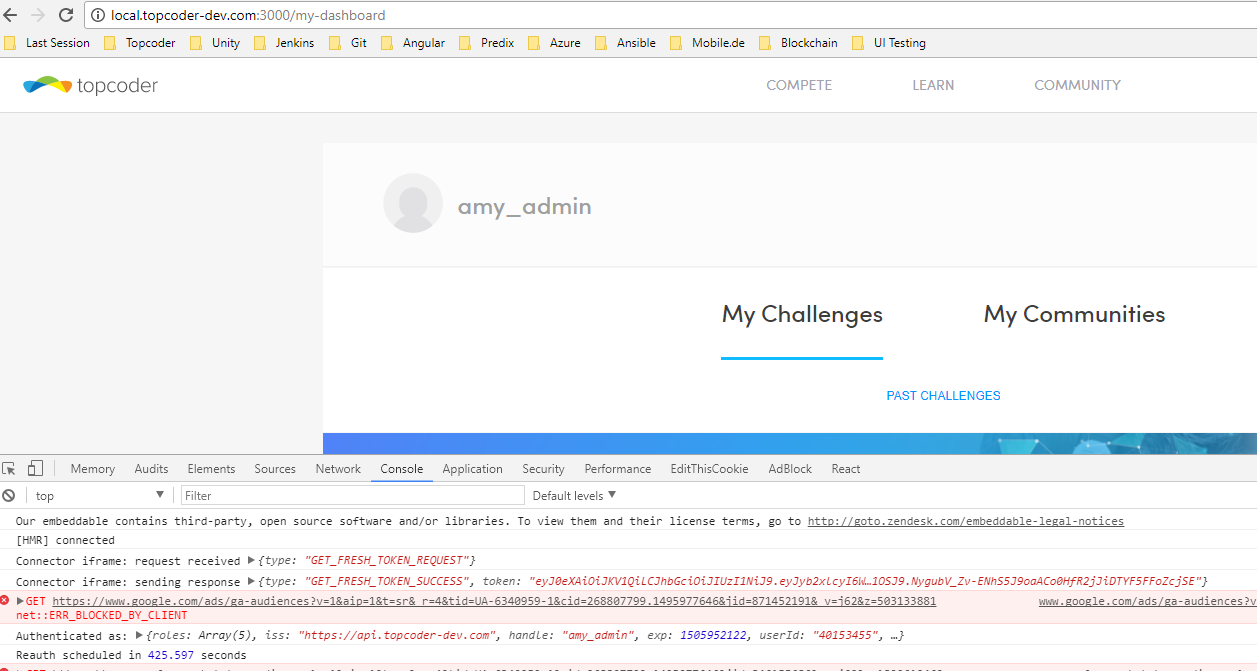 local.topcoder-dev.com:3000/my-dashboard
Last Session Topcoder Unity Jenkins Git Angular Predix Azure Ansible Mobile.de Blockchain UI Testing
topcoder COMPETE LEARN COMMUNITY
amy_admin
My Challenges My Communities
PAST CHALLENGES
Memory Audits Elements Sources Network Console Application Security Performance EditThisCookie AdBlock React
top Filter Default levels
Our embeddable contains third-party, open source software and/or libraries. To view them and their license terms, go to http://goto.zendesk.com/embeddable-legal-notices
[HMR] connected
Connector iframe: request received {type: "GET_FRESH_TOKEN_REQUEST"}
Connector iframe: sending response {type: "GET_FRESH_TOKEN_SUCCESS", token: "eyJ0eXAiOiJKV1QiLCJhbGciOiJIUzI1NiJ9.eyJyb2xlcyI6W…1OSJ9.NygubV_Zv-ENhS5J9oaACo0HfR2jJiDTYF5FFoZcjSE"}
GET https://www.google.com/ads/ga-audiences?v=1&aip=1&t=sr&_r=4&tid=UA-6340959-1&cid=268807799.1495977646&jid=871452191&_v=j62&z=503133881 www.google.com/ads/ga-audiences?v
net::ERR_BLOCKED_BY_CLIENT
Authenticated as: {roles: Array(5), iss: "https://api.topcoder-dev.com", handle: "amy_admin", exp: 1505952122, userId: "40153455", …}
Reauth scheduled in 425.597 seconds